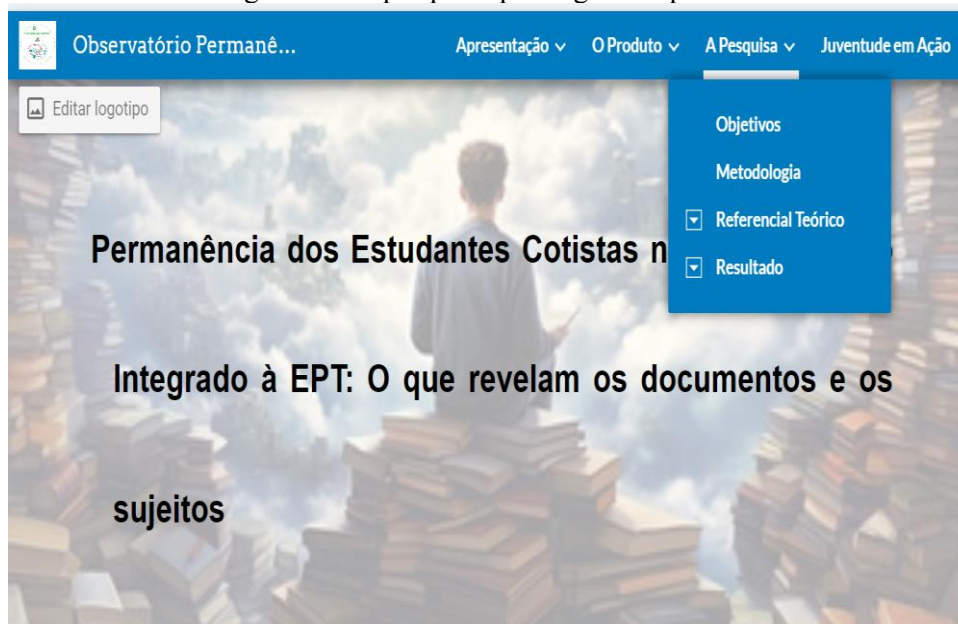 Observatório Permanê...
Apresentação
O Produto
A Pesquisa
Juventude em Ação
Editar logotipo
Objetivos
Metodologia
Referencial Teórico
Resultado
Permanência dos Estudantes Cotistas n
Integrado à EPT: O que revelam os documentos e os
sujeitos